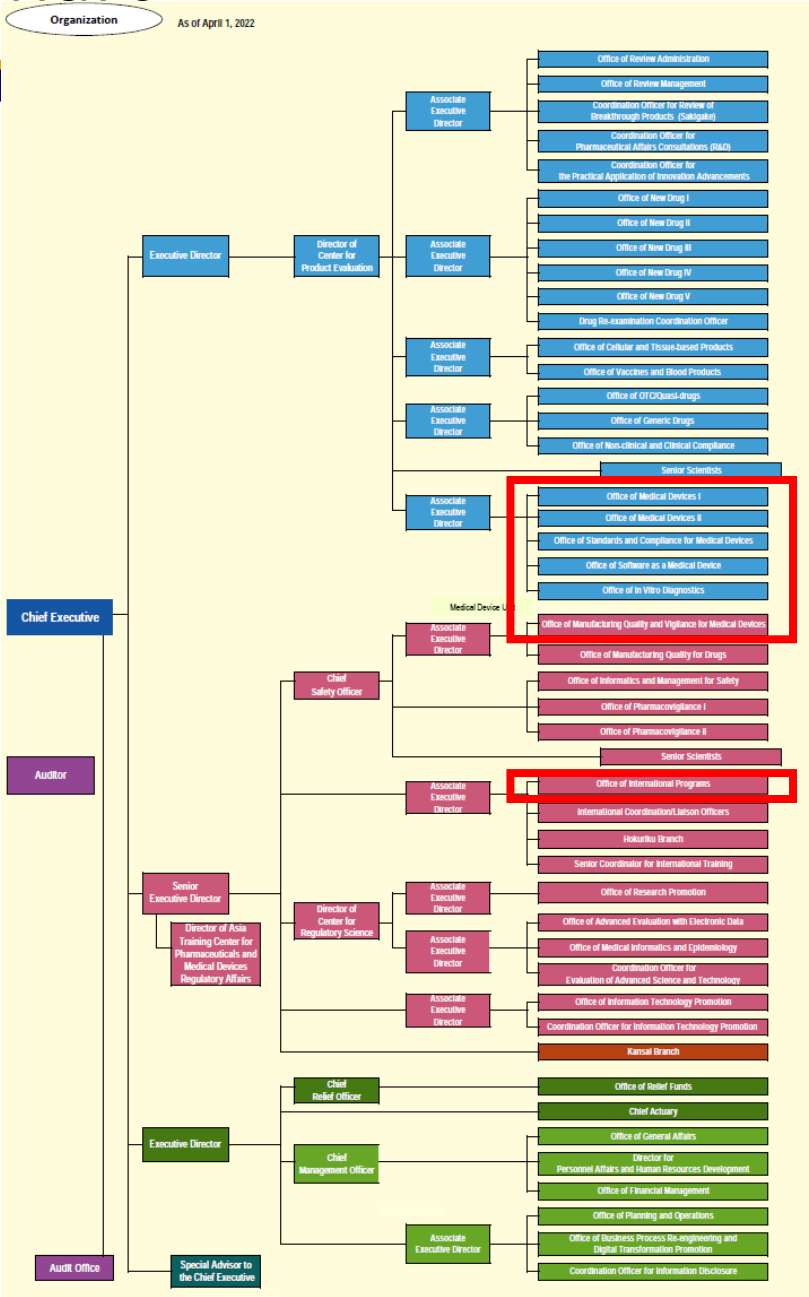 Organization
As of April 1, 2022
Office of Review Administration
Office of Review Management
Associate
Executive
Director
Coordination Officer for Review of
Breakthrough Products (Sakigake)
Coordination Officer for
Pharmaceutical Affairs Consultations (R&D)
Coordination Officer for
the Practical Application of Innovation Advancements
Office of New Drug I
Office of New Drug II
Executive Director
Director of
Center for
Product Evaluation
Associate
Executive
Director
Office of New Drug III
Office of New Drug IV
Office of New Drug V
Drug Re-examination Coordination Officer
Associate
Executive
Director
Office of Cellular and Tissue-based Products
Office of Vaccines and Blood Products
Associate
Executive
Director
Office of OTC/Quasi-drugs
Office of Generic Drugs
Office of Non-clinical and Clinical Compliance
Senior Scientists
Associate
Executive
Director
Office of Medical Devices I
Office of Medical Devices II
Office of Standards and Compliance for Medical Devices
Office of Software as a Medical Device
Office of In Vitro Diagnostics
Medical Device
Chief Executive
Associate
Executive
Director
Office of Manufacturing Quality and Vigilance for Medical Devices
Office of Manufacturing Quality for Drugs
Chief
Safety Officer
Office of Informatics and Management for Safety
Office of Pharmacovigilance I
Office of Pharmacovigilance II
Senior Scientists
Auditor
Associate
Executive
Director
Office of International Programs
International Coordination/Liaison Officers
Hokuriku Branch
Senior Coordinator for International Training
Senior
Executive Director
Director of Asia
Training Center for
Pharmaceuticals and
Medical Devices
Regulatory Affairs
Director of
Center for
Regulatory Science
Associate
Executive
Director
Office of Research Promotion
Associate
Executive
Director
Office of Advanced Evaluation with Electronic Data
Office of Medical Informatics and Epidemiology
Coordination Officer for
Evaluation of Advanced Science and Technology
Associate
Executive
Director
Office of Information Technology Promotion
Coordination Officer for Information Technology Promotion
Kansai Branch
Chief
Relief Officer
Office of Relief Funds
Chief Actuary
Executive Director
Chief
Management Officer
Office of General Affairs
Director for
Personnel Affairs and Human Resources Development
Office of Financial Management
Associate
Executive Director
Office of Planning and Operations
Office of Business Process Re-engineering and
Digital Transformation Promotion
Coordination Officer for Information Disclosure
Audit Office
Special Advisor to
the Chief Executive